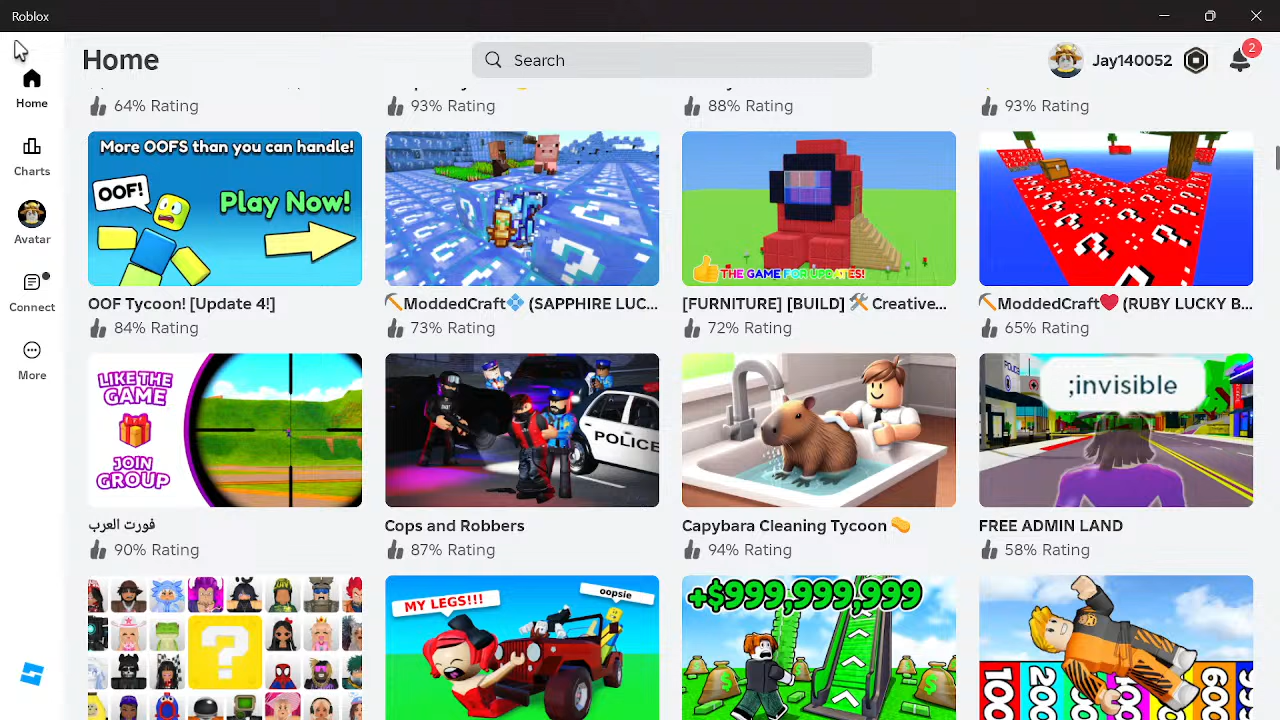 Roblox
Home
Search
Jay140052
2
Home
Charts
Avatar
Connect
More
64% Rating
93% Rating
88% Rating
93% Rating
More OOFS than you can handle!
OOF!
Play Now!
THE GAME FOR UPDATES!
OOF Tycoon! [Update 4!]
⛏️ModdedCraft💠 (SAPPHIRE LUC...
[FURNITURE] [BUILD] 🛠️ Creative...
⛏️ModdedCraft❤️ (RUBY LUCKY B...
84% Rating
73% Rating
72% Rating
65% Rating
LIKE THE
GAME
JOIN
GROUP
POLICE
;invisible
فورت العرب
Cops and Robbers
Capybara Cleaning Tycoon 🧽
FREE ADMIN LAND
90% Rating
87% Rating
94% Rating
58% Rating
?
MY LEGS!!!
oopsie
+$999,999,999
$
$
100
200
600